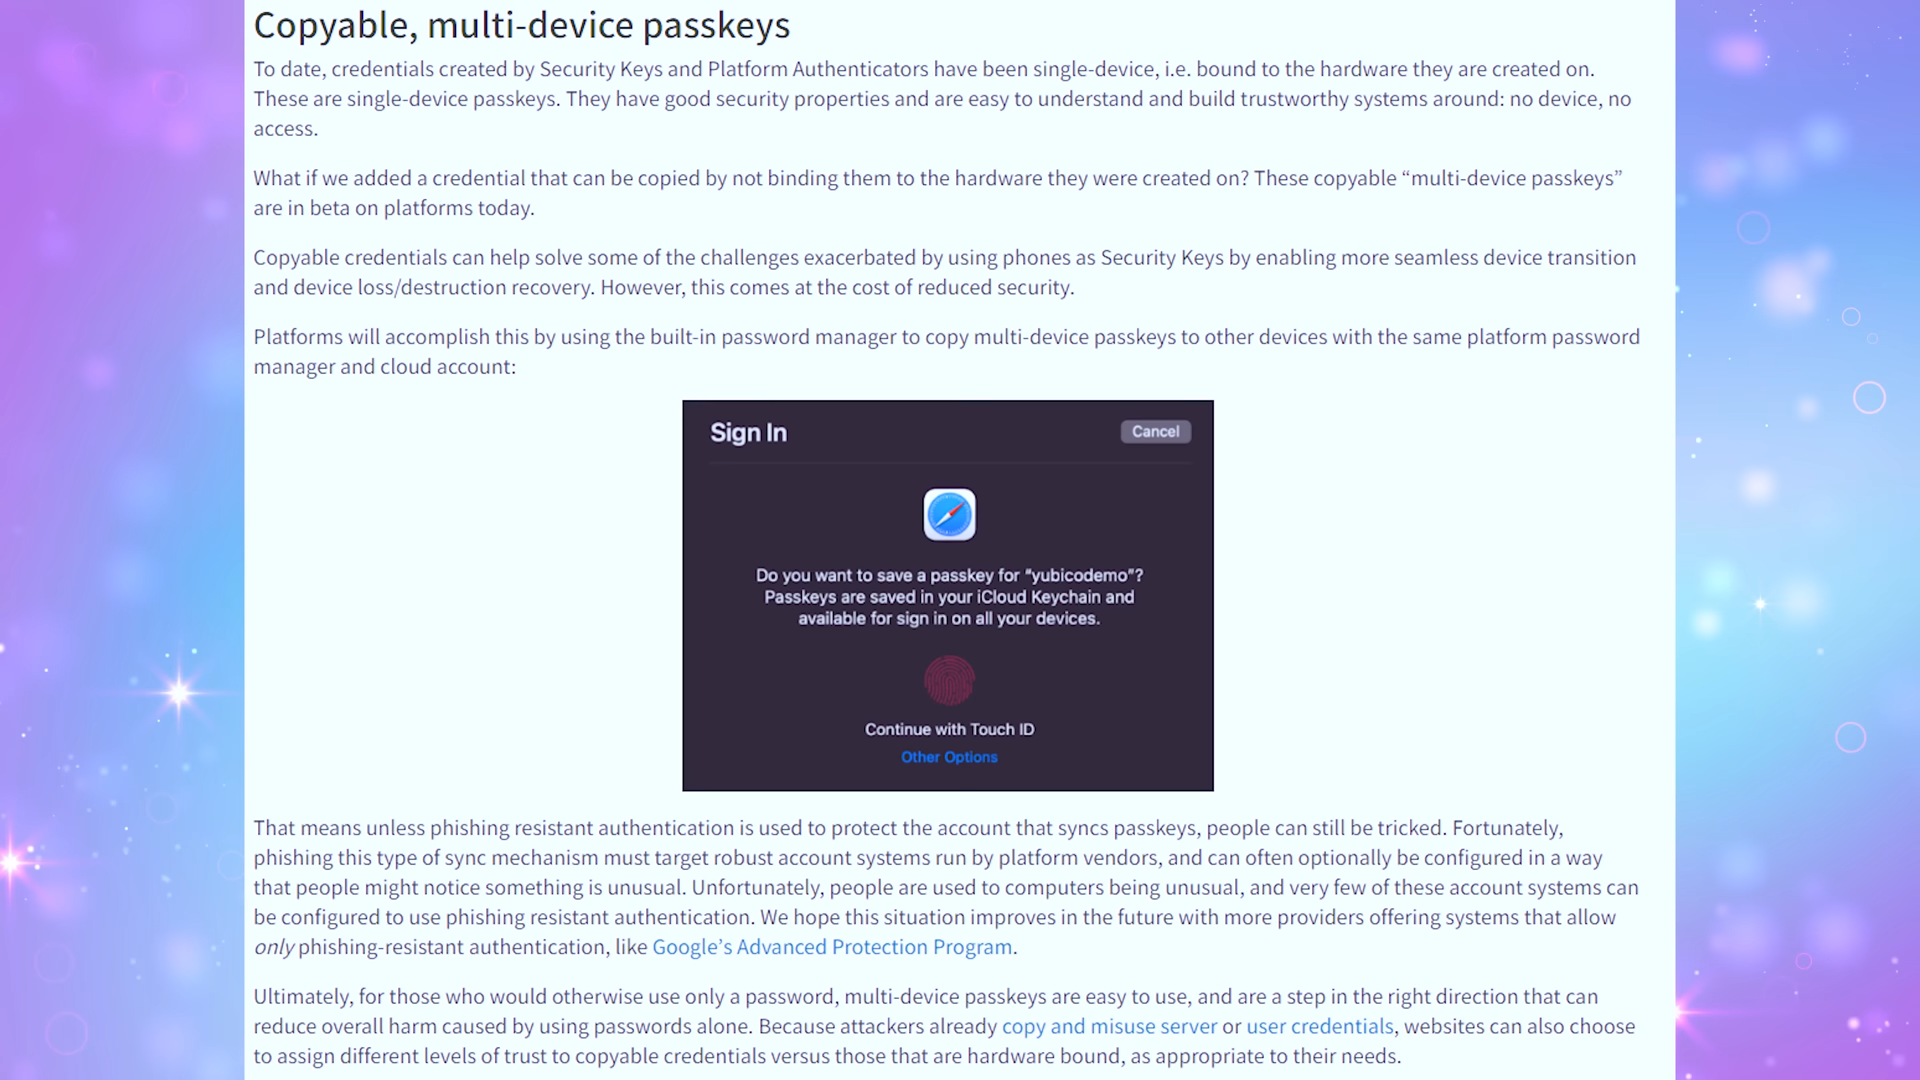 Copyable, multi-device passkeys
To date, credentials created by Security Keys and Platform Authenticators have been single-device, i.e. bound to the hardware they are created on.
These are single-device passkeys. They have good security properties and are easy to understand and build trustworthy systems around: no device, no
access.
What if we added a credential that can be copied by not binding them to the hardware they were created on? These copyable “multi-device passkeys”
are in beta on platforms today.
Copyable credentials can help solve some of the challenges exacerbated by using phones as Security Keys by enabling more seamless device transition
and device loss/destruction recovery. However, this comes at the cost of reduced security.
Platforms will accomplish this by using the built-in password manager to copy multi-device passkeys to other devices with the same platform password
manager and cloud account:
Sign In
Cancel
Do you want to save a passkey for "yubicodemo"?
Passkeys are saved in your iCloud Keychain and
available for sign in on all your devices.
Continue with Touch ID
Other Options
That means unless phishing resistant authentication is used to protect the account that syncs passkeys, people can still be tricked. Fortunately,
phishing this type of sync mechanism must target robust account systems run by platform vendors, and can often optionally be configured in a way
that people might notice something is unusual. Unfortunately, people are used to computers being unusual, and very few of these account systems can
be configured to use phishing resistant authentication. We hope this situation improves in the future with more providers offering systems that allow
only phishing-resistant authentication, like Google’s Advanced Protection Program.
Ultimately, for those who would otherwise use only a password, multi-device passkeys are easy to use, and are a step in the right direction that can
reduce overall harm caused by using passwords alone. Because attackers already copy and misuse server or user credentials, websites can also choose
to assign different levels of trust to copyable credentials versus those that are hardware bound, as appropriate to their needs.